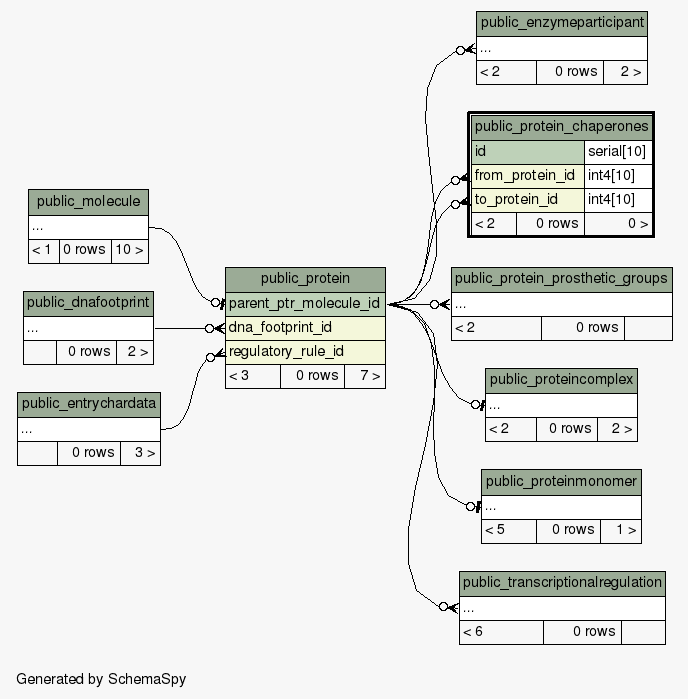 public_enzymeparticipant
...
< 2 0 rows 2 >
public_protein_chaperones
id serial[10]
from_protein_id int4[10]
to_protein_id int4[10]
< 2 0 rows 0 >
public_molecule
...
< 1 0 rows 10 >
public_dnafootprint
...
0 rows 2 >
public_entrychardata
...
0 rows 3 >
public_protein
parent_ptr_molecule_id
dna_footprint_id
regulatory_rule_id
< 3 0 rows 7 >
public_protein_prosthetic_groups
...
< 2 0 rows
public_proteincomplex
...
< 2 0 rows 2 >
public_proteinmonomer
...
< 5 0 rows 1 >
public_transcriptionalregulation
...
< 6 0 rows
Generated by SchemaSpy